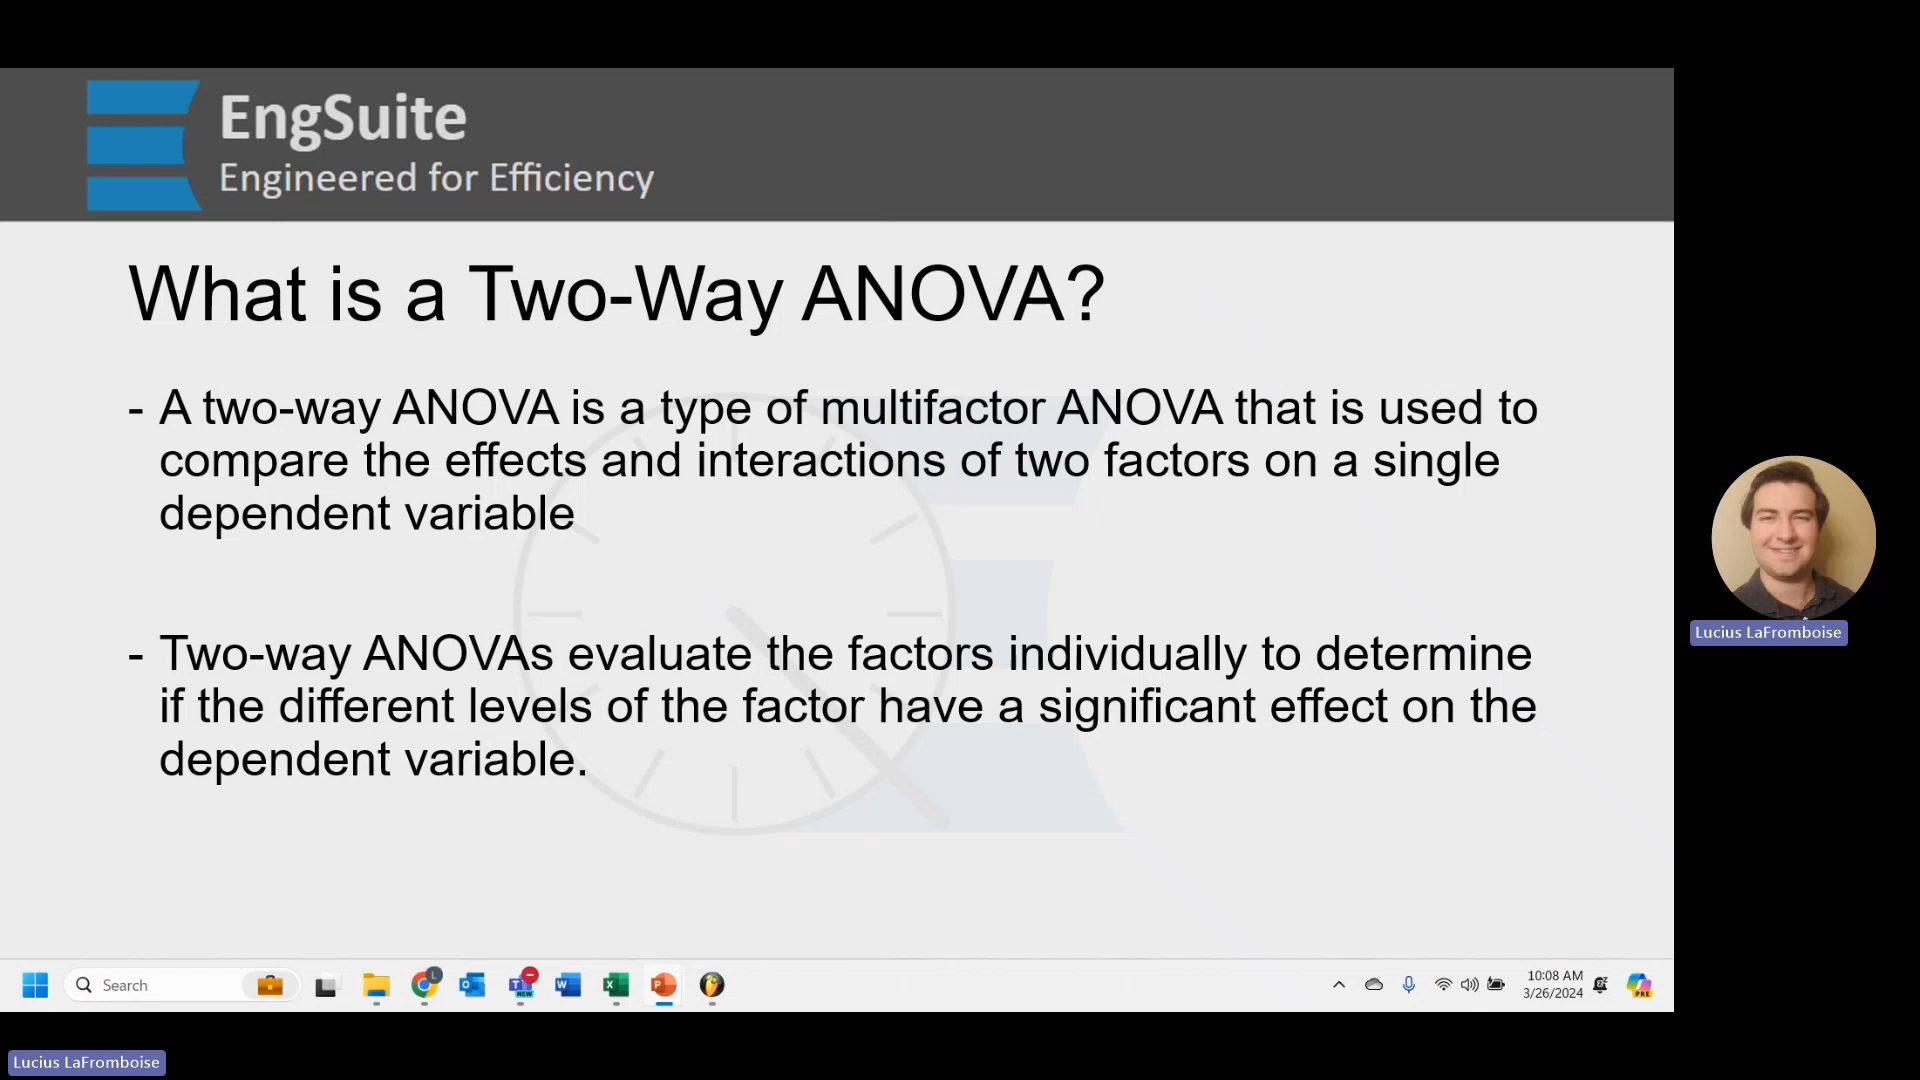 EngSuite
Engineered for Efficiency
What is a Two-Way ANOVA?
- A two-way ANOVA is a type of multifactor ANOVA that is used to
compare the effects and interactions of two factors on a single
dependent variable
- Two-way ANOVAs evaluate the factors individually to determine
if the different levels of the factor have a significant effect on the
dependent variable.
Lucius LaFromboise
Search
L
NEW
10:08 AM
3/26/2024
PRE
Lucius LaFromboise